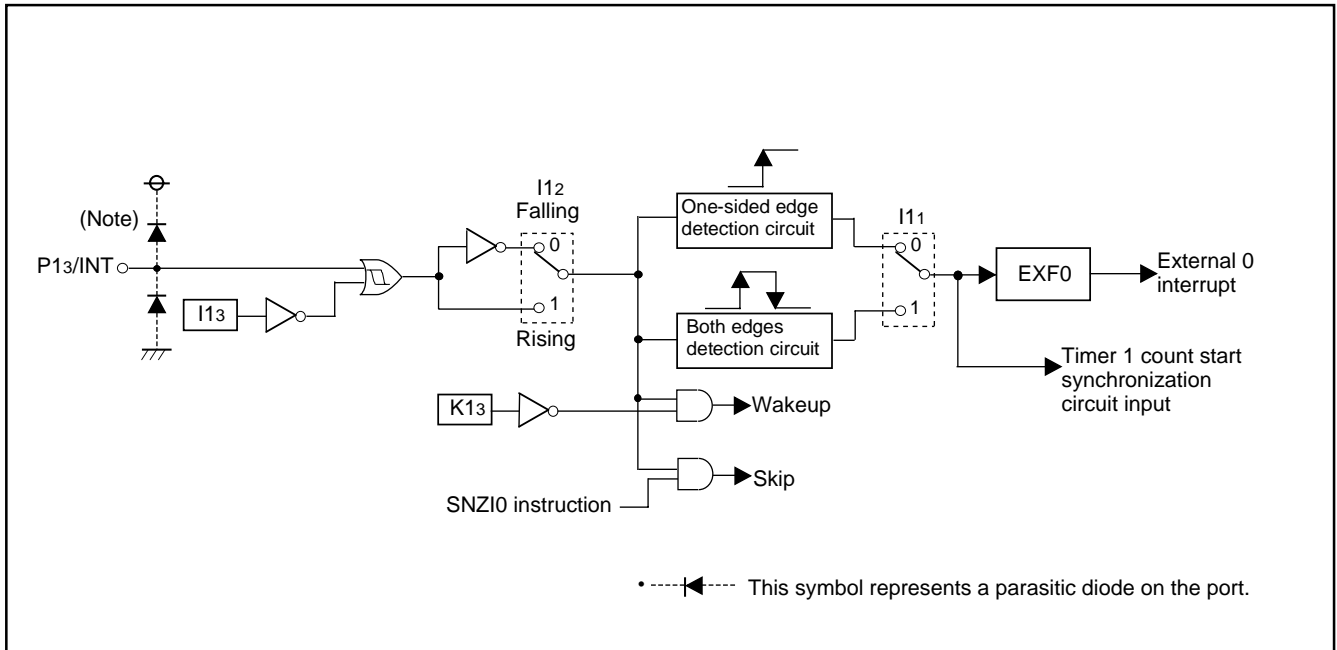 I12
Falling
0
1
Rising
(Note)
P13/INT
I13
One-sided edge
detection circuit
Both edges
detection circuit
I11
0
1
EXF0
External 0
interrupt
Timer 1 count start
synchronization
circuit input
K13
Wakeup
Skip
SNZI0 instruction
• This symbol represents a parasitic diode on the port.